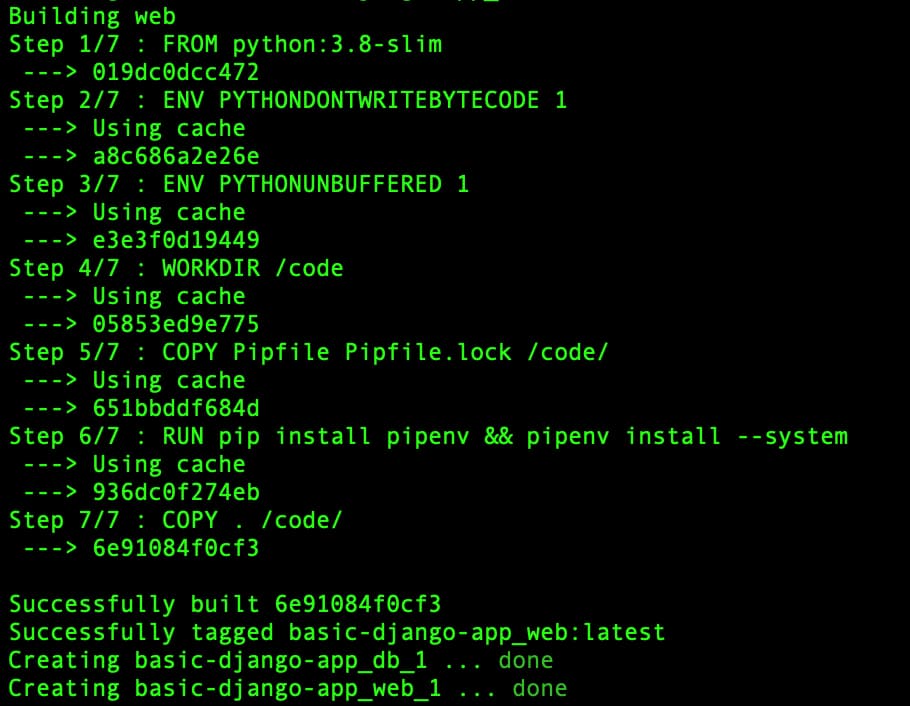 Building web
Step 1/7 : FROM python:3.8-slim
 ---> 019dc0dcc472
Step 2/7 : ENV PYTHONDONTWRITEBYTECODE 1
 ---> Using cache
 ---> a8c686a2e26e
Step 3/7 : ENV PYTHONUNBUFFERED 1
 ---> Using cache
 ---> e3e3f0d19449
Step 4/7 : WORKDIR /code
 ---> Using cache
 ---> 05853ed9e775
Step 5/7 : COPY Pipfile Pipfile.lock /code/
 ---> Using cache
 ---> 651bbddf684d
Step 6/7 : RUN pip install pipenv && pipenv install --system
 ---> Using cache
 ---> 936dc0f274eb
Step 7/7 : COPY . /code/
 ---> 6e91084f0cf3
Successfully built 6e91084f0cf3
Successfully tagged basic-django-app_web:latest
Creating basic-django-app_db_1 ... done
Creating basic-django-app_web_1 ... done